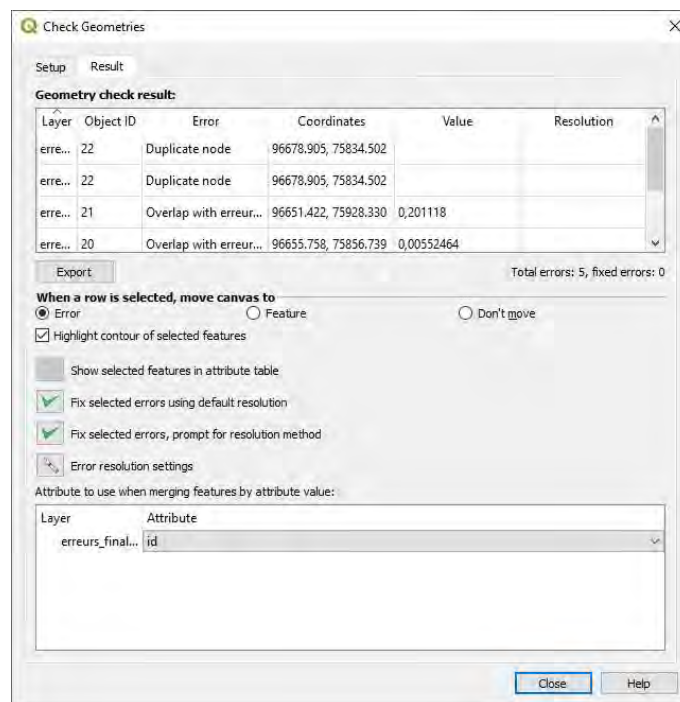 Check Geometries
Setup Result
Geometry check result:
Layer Object ID Error Coordinates Value Resolution
erre... 22 Duplicate node 96678.905, 75834.502
erre... 22 Duplicate node 96678.905, 75834.502
erre... 21 Overlap with erreur... 96651.422, 75928.330 0,201118
erre... 20 Overlap with erreur... 96655.758, 75856.739 0,00552464
Export Total errors: 5, fixed errors: 0
When a row is selected, move canvas to
Error Feature Don't move
Highlight contour of selected features
Show selected features in attribute table
Fix selected errors using default resolution
Fix selected errors, prompt for resolution method
Error resolution settings
Attribute to use when merging features by attribute value:
Layer Attribute
erreurs_final... id
Close Help